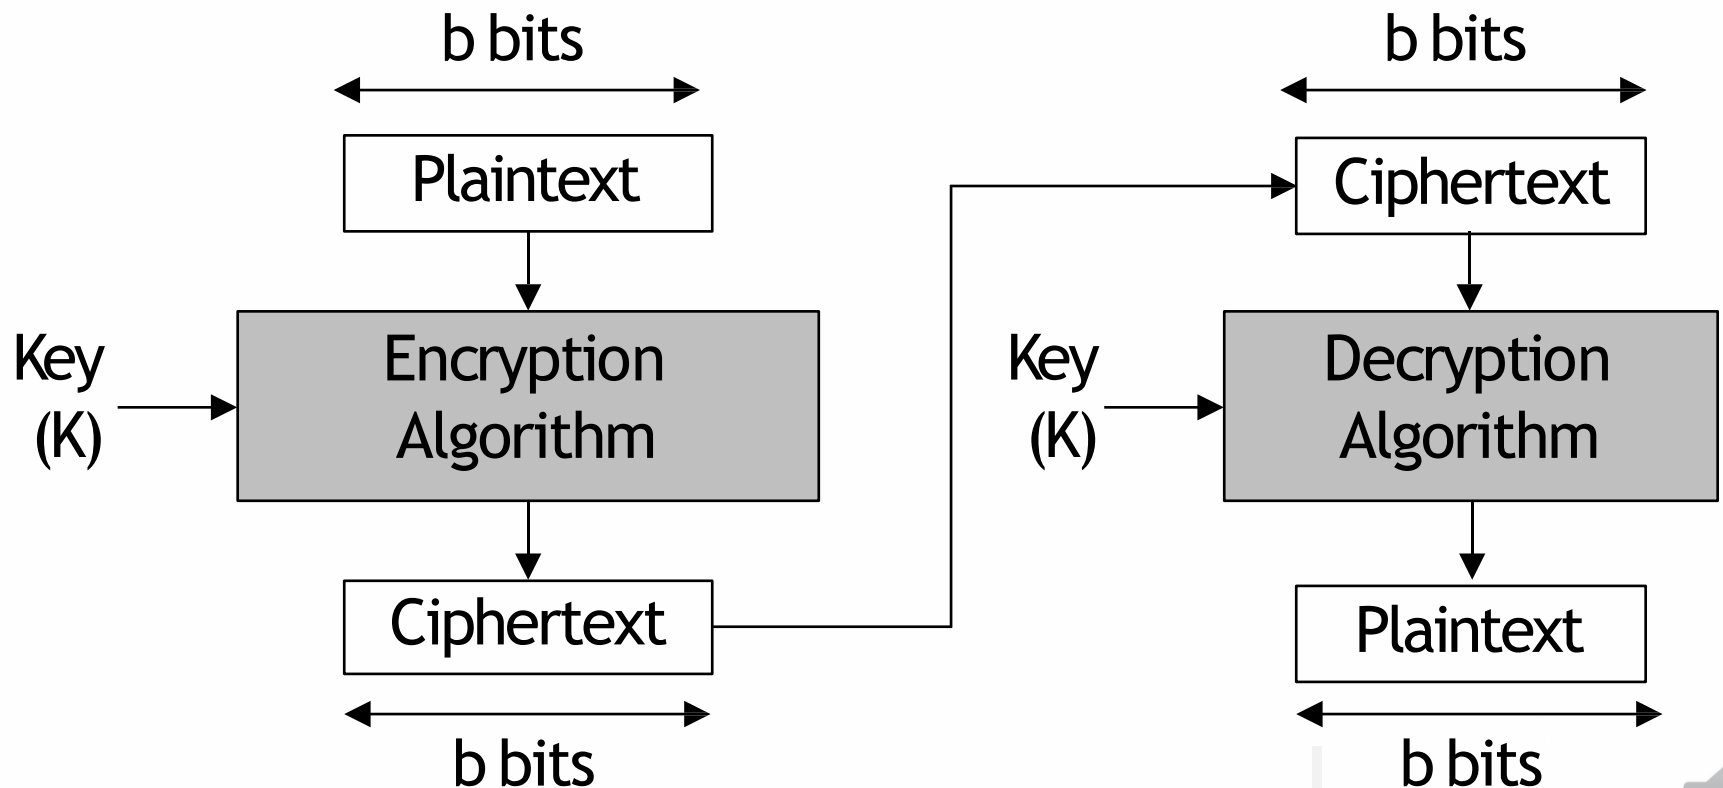 b bits
Plaintext
Key
(K)
Encryption
Algorithm
Ciphertext
b bits
b bits
Ciphertext
Key
(K)
Decryption
Algorithm
Plaintext
b bits